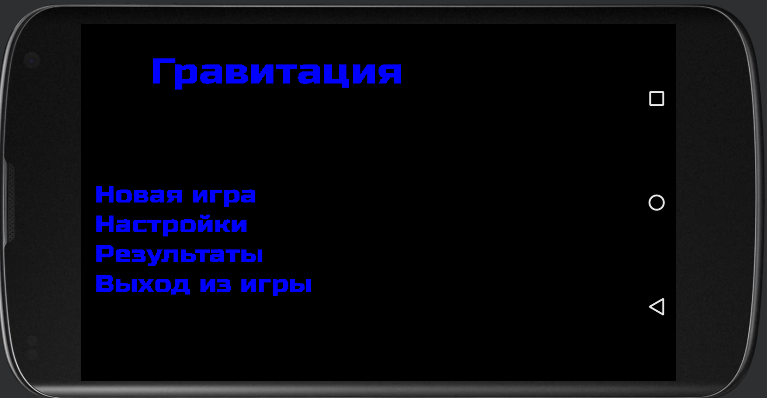 Гравитация
Новая игра
Настройки
Результаты
Выход из игры